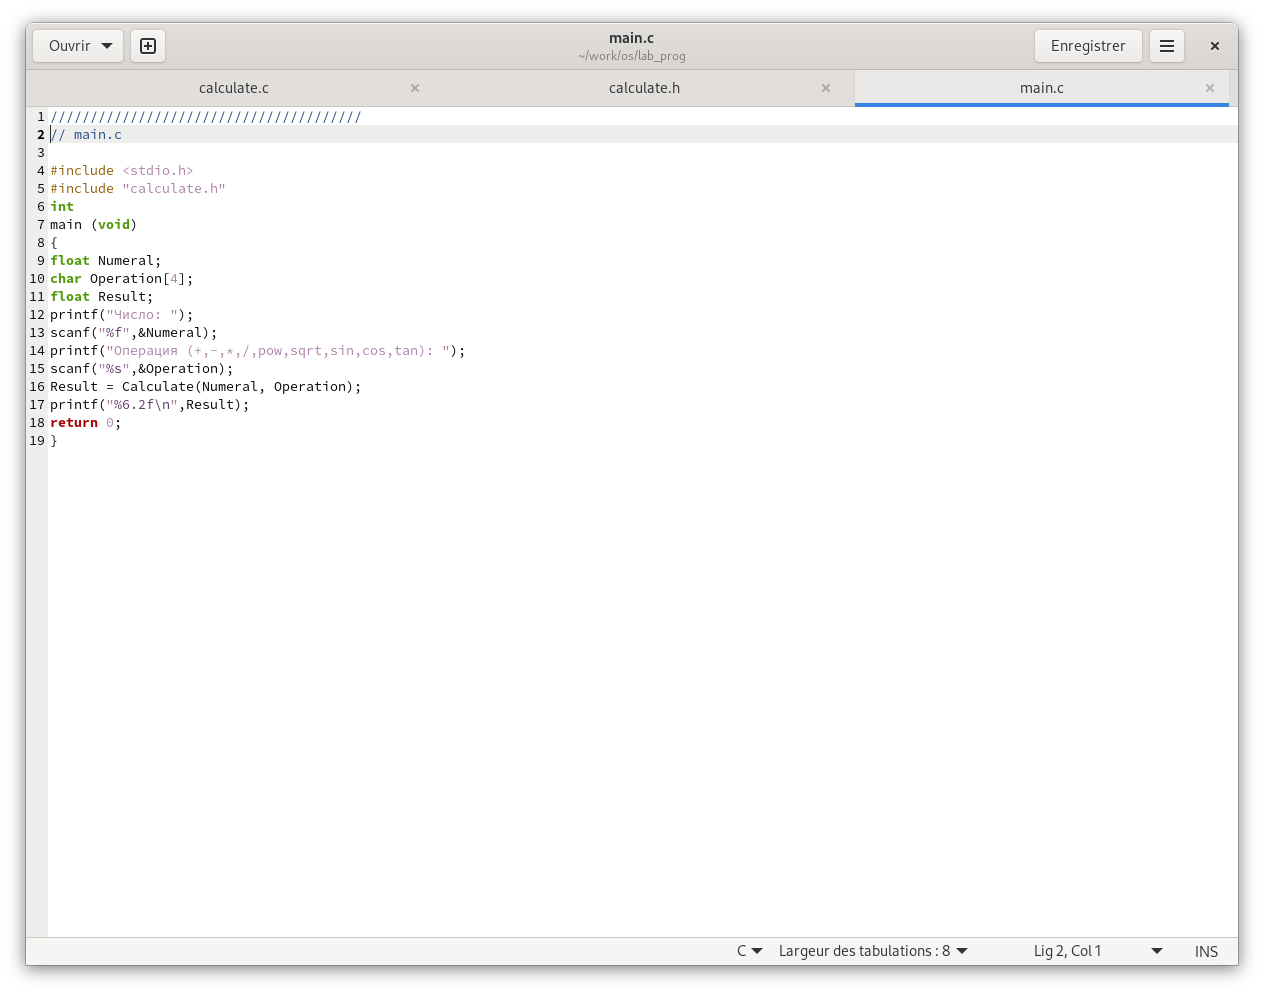 Ouvrir
main.c
~/work/os/lab_prog
Enregistrer
calculate.c
calculate.h
main.c
1 ///////////////////////////////////////
2 // main.c
3
4 #include <stdio.h>
5 #include "calculate.h"
6 int
7 main (void)
8 {
9 float Numeral;
10 char Operation[4];
11 float Result;
12 printf("Число: ");
13 scanf("%f",&Numeral);
14 printf("Операция (+,-,*,/,pow,sqrt,sin,cos,tan): ");
15 scanf("%s",&Operation);
16 Result = Calculate(Numeral, Operation);
17 printf("%6.2f\n",Result);
18 return 0;
19 }
C Largeur des tabulations : 8 Lig 2, Col 1 INS